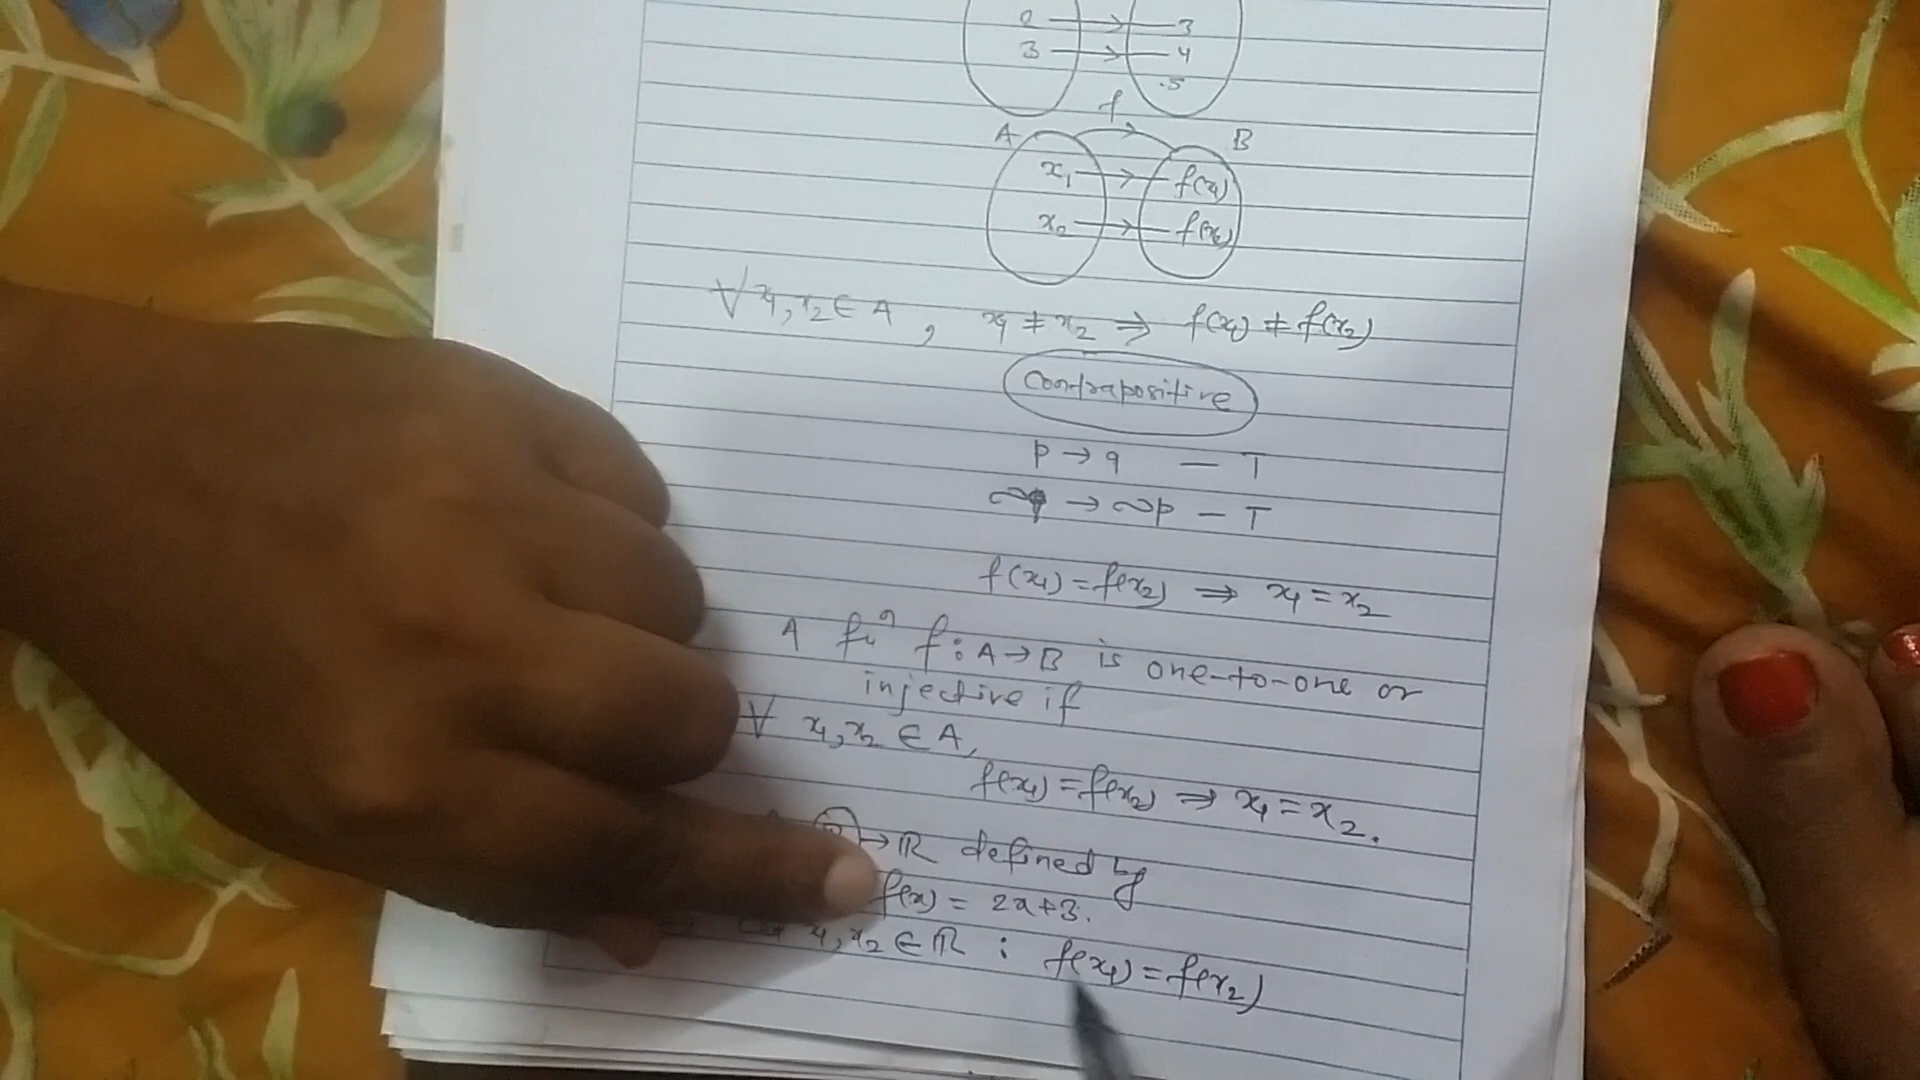 2 → 3
3 → 4
.5
f
A B
x₁ → f(x₁)
x₂ → f(x₂)
∀ x₁, x₂ ∈ A , x₁ ≠ x₂ ⇒ f(x₁) ≠ f(x₂)
Contrapositive
p → q — T
~q → ~p — T
f(x₁) = f(x₂) ⇒ x₁ = x₂
A fuⁿ f : A → B is one-to-one or
injective if
∀ x₁, x₂ ∈ A,
f(x₁) = f(x₂) ⇒ x₁ = x₂.
→ ℝ defined by
f(x) = 2x+3.
x₁, x₂ ∈ ℝ : f(x₁) = f(x₂)